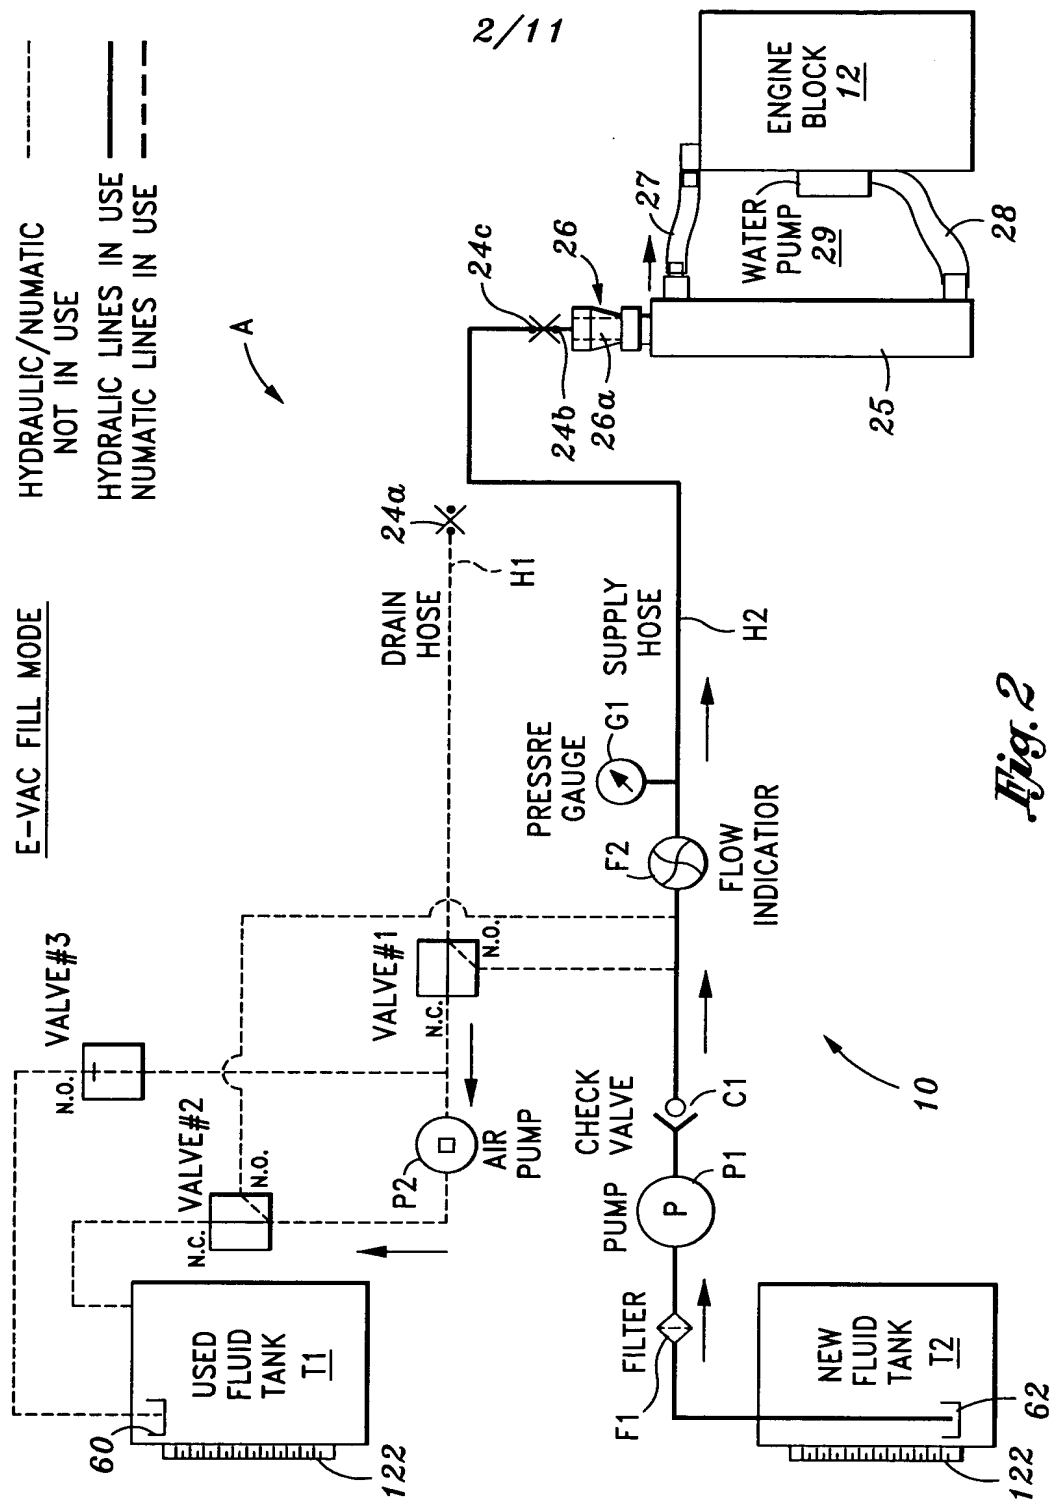 2/11
HYDRAULIC/NUMATIC
NOT IN USE
HYDRALIC LINES IN USE
NUMATIC LINES IN USE
E-VAC FILL MODE
A
ENGINE
BLOCK
12
WATER
PUMP
29
27
28
25
26
26a
24b
24c
24a
DRAIN
HOSE
H1
SUPPLY
HOSE
H2
PRESSRE
GAUGE
G1
F2
FLOW
INDICATIOR
VALVE#3
N.O.
VALVE#1
N.C.
N.O.
VALVE#2
N.C.
N.O.
P2
AIR
PUMP
CHECK
VALVE
C1
PUMP
P
P1
FILTER
F1
USED
FLUID
TANK
T1
60
122
NEW
FLUID
TANK
T2
62
122
10
Fig. 2